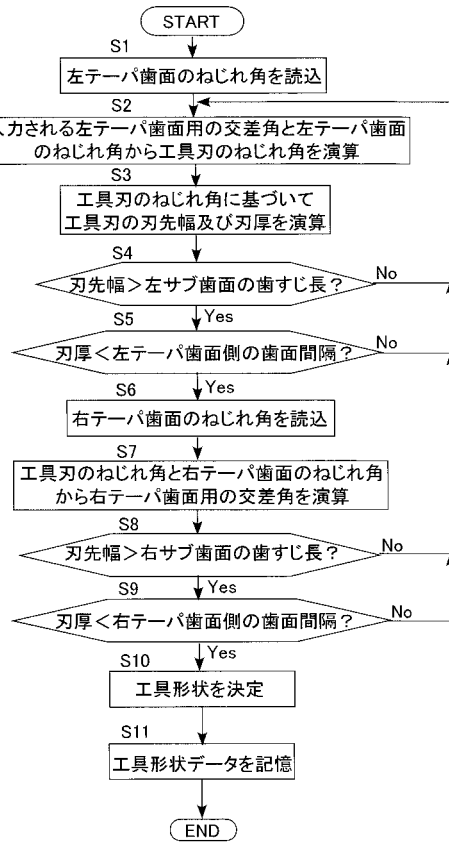 START
S1
左テーパ歯面のねじれ角を読込
S2
入力される左テーパ歯面用の交差角と左テーパ歯面
のねじれ角から工具刃のねじれ角を演算
S3
工具刃のねじれ角に基づいて
工具刃の刃先幅及び刃厚を演算
S4
刃先幅>左サブ歯面の歯すじ長?
No
Yes
S5
刃厚<左テーパ歯面側の歯面間隔?
No
Yes
S6
右テーパ歯面のねじれ角を読込
S7
工具刃のねじれ角と右テーパ歯面のねじれ角
から右テーパ歯面用の交差角を演算
S8
刃先幅>右サブ歯面の歯すじ長?
No
Yes
S9
刃厚<右テーパ歯面側の歯面間隔?
No
Yes
S10
工具形状を決定
S11
工具形状データを記憶
END